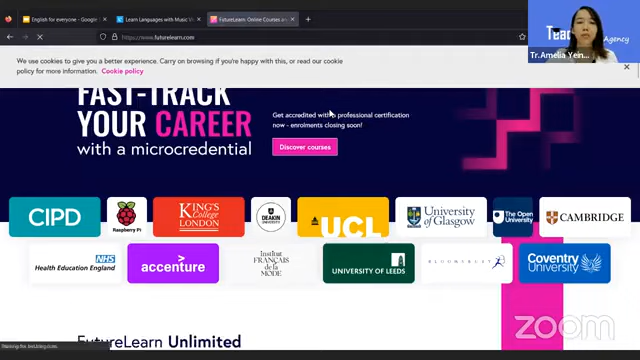 English for everyone - Google
Learn Languages with Music Vi
FutureLearn: Online Courses an
https://www.futurelearn.com
Tea
Agency
Tr.Amelia Yein...
We use cookies to give you a better experience. Carry on browsing if you're happy with this, or read our cookie
policy for more information. Cookie policy
FAST-TRACK
YOUR CAREER
with a microcredential
Get accredited with a professional certification
now - enrolments closing soon!
Discover courses
CIPD
Raspberry Pi
KING'S
College
LONDON
DEAKIN
UNIVERSITY
UCL
University
of Glasgow
The Open
University
CAMBRIDGE
NHS
Health Education England
accenture
institut
FRANÇAIS
de la
MODE
UNIVERSITY OF LEEDS
BLOOMSBURY
Coventry
University
FutureLearn Unlimited
zoom